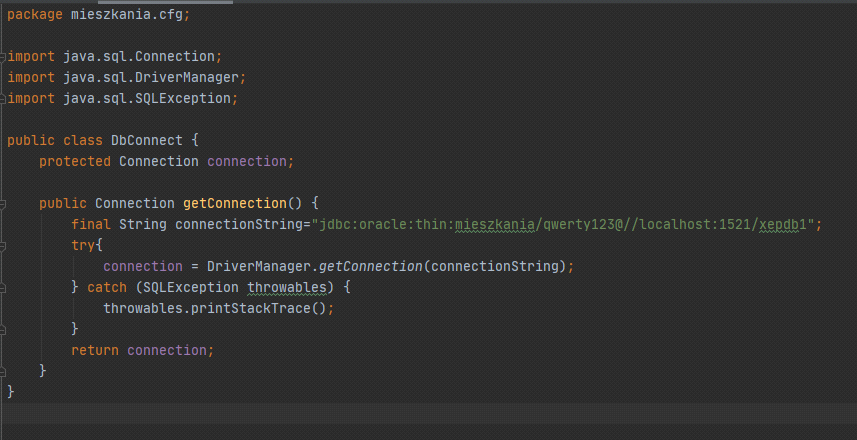 package mieszkania.cfg;
import java.sql.Connection;
import java.sql.DriverManager;
import java.sql.SQLException;
public class DbConnect {
protected Connection connection;
public Connection getConnection() {
final String connectionString="jdbc:oracle:thin:mieszkania/qwerty123@//localhost:1521/xepdb1";
try{
connection = DriverManager.getConnection(connectionString);
} catch (SQLException throwables) {
throwables.printStackTrace();
}
return connection;
}
}